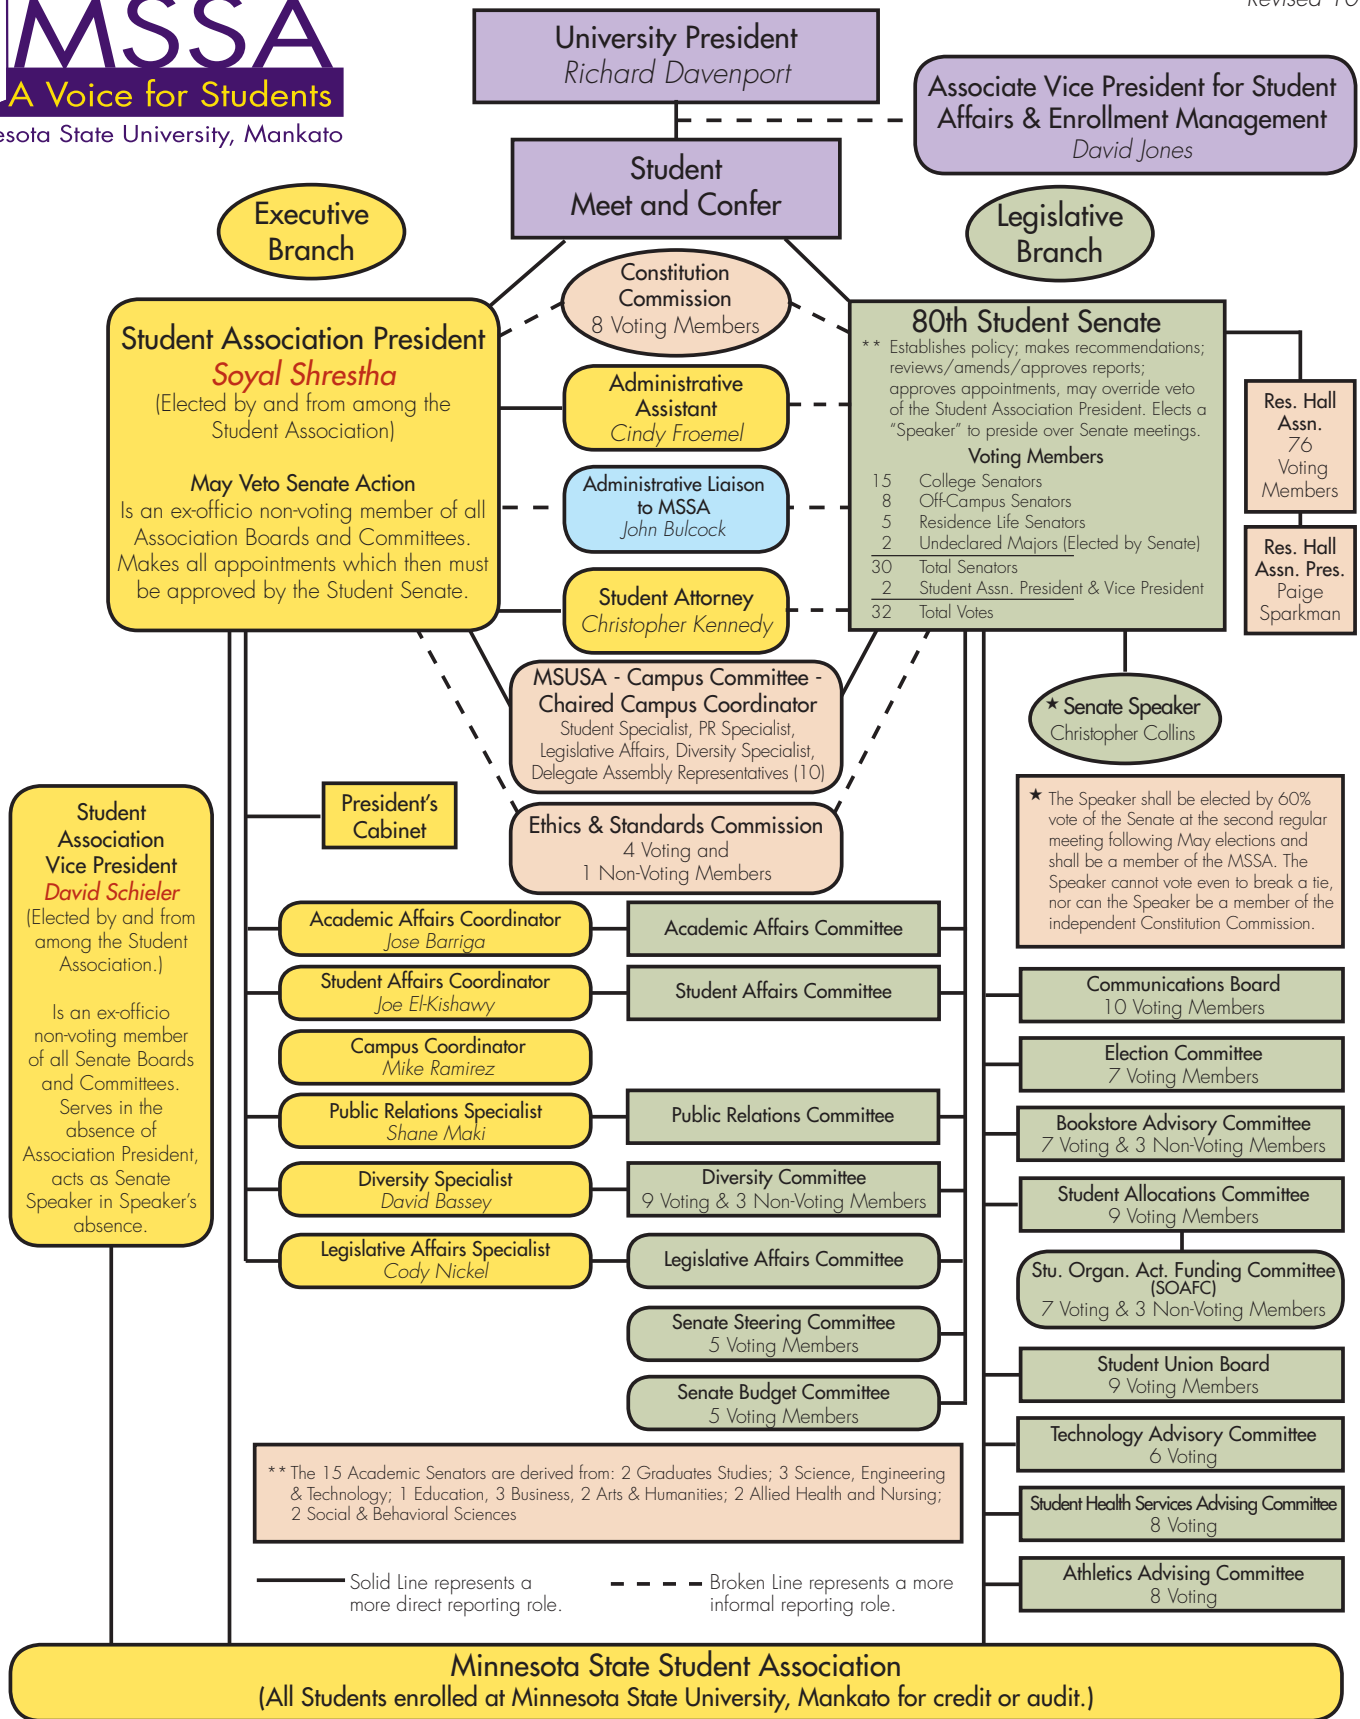 MSSA
A Voice for Students
esota State University, Mankato
Revised 10
University President
Richard Davenport
Associate Vice President for Student
Affairs & Enrollment Management
David Jones
Student
Meet and Confer
Executive
Branch
Legislative
Branch
Constitution
Commission
8 Voting Members
Student Association President
Soyal Shrestha
(Elected by and from among the
Student Association)
May Veto Senate Action
Is an ex-officio non-voting member of all
Association Boards and Committees.
Makes all appointments which then must
be approved by the Student Senate.
Administrative
Assistant
Cindy Froemel
Administrative Liaison
to MSSA
John Bulcock
Student Attorney
Christopher Kennedy
80th Student Senate
** Establishes policy; makes recommendations;
reviews/amends/approves reports;
approves appointments, may override veto
of the Student Association President. Elects a
“Speaker” to preside over Senate meetings.
Voting Members
15 College Senators
8 Off-Campus Senators
5 Residence Life Senators
2 Undeclared Majors (Elected by Senate)
30 Total Senators
2 Student Assn. President & Vice President
32 Total Votes
Res. Hall
Assn.
76
Voting
Members
Res. Hall
Assn. Pres.
Paige
Sparkman
MSUSA - Campus Committee -
Chaired Campus Coordinator
Student Specialist, PR Specialist,
Legislative Affairs, Diversity Specialist,
Delegate Assembly Representatives (10)
★ Senate Speaker
Christopher Collins
Student
Association
Vice President
David Schieler
(Elected by and from
among the Student
Association.)
Is an ex-officio
non-voting member
of all Senate Boards
and Committees.
Serves in the
absence of
Association President,
acts as Senate
Speaker in Speaker’s
absence.
President’s
Cabinet
Ethics & Standards Commission
4 Voting and
1 Non-Voting Members
★ The Speaker shall be elected by 60%
vote of the Senate at the second regular
meeting following May elections and
shall be a member of the MSSA. The
Speaker cannot vote even to break a tie,
nor can the Speaker be a member of the
independent Constitution Commission.
Academic Affairs Coordinator
Jose Barriga
Academic Affairs Committee
Student Affairs Coordinator
Joe El-Kishawy
Student Affairs Committee
Campus Coordinator
Mike Ramirez
Public Relations Specialist
Shane Maki
Public Relations Committee
Diversity Specialist
David Bassey
Diversity Committee
9 Voting & 3 Non-Voting Members
Legislative Affairs Specialist
Cody Nickel
Legislative Affairs Committee
Senate Steering Committee
5 Voting Members
Senate Budget Committee
5 Voting Members
Communications Board
10 Voting Members
Election Committee
7 Voting Members
Bookstore Advisory Committee
7 Voting & 3 Non-Voting Members
Student Allocations Committee
9 Voting Members
Stu. Organ. Act. Funding Committee
(SOAFC)
7 Voting & 3 Non-Voting Members
Student Union Board
9 Voting Members
Technology Advisory Committee
6 Voting
Student Health Services Advising Committee
8 Voting
Athletics Advising Committee
8 Voting
** The 15 Academic Senators are derived from: 2 Graduates Studies; 3 Science, Engineering
& Technology; 1 Education, 3 Business, 2 Arts & Humanities; 2 Allied Health and Nursing;
2 Social & Behavioral Sciences
Solid Line represents a
more direct reporting role.
Broken Line represents a more
informal reporting role.
Minnesota State Student Association
(All Students enrolled at Minnesota State University, Mankato for credit or audit.)